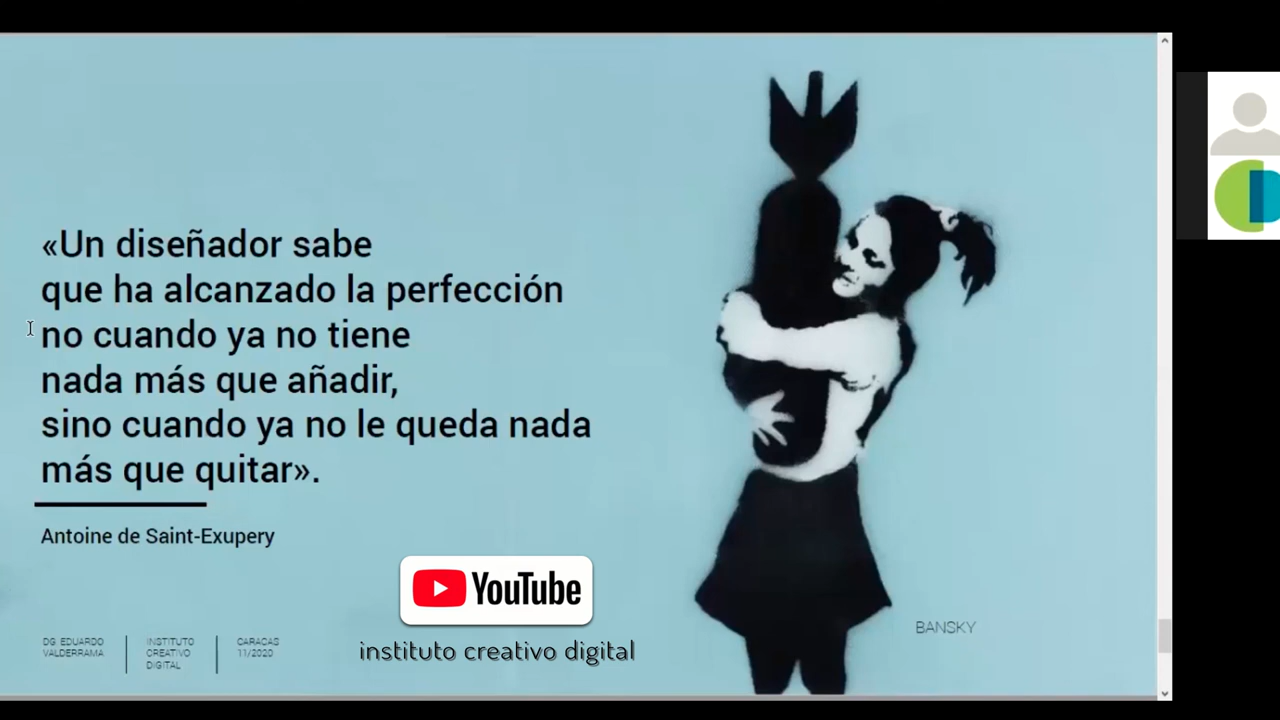 «Un diseñador sabe
que ha alcanzado la perfección
no cuando ya no tiene
nada más que añadir,
sino cuando ya no le queda nada
más que quitar».
Antoine de Saint-Exupery
YouTube
instituto creativo digital
DG. EDUARDO
VALDERRAMA
INSTITUTO
CREATIVO
DIGITAL
CARACAS
11/2020
BANSKY